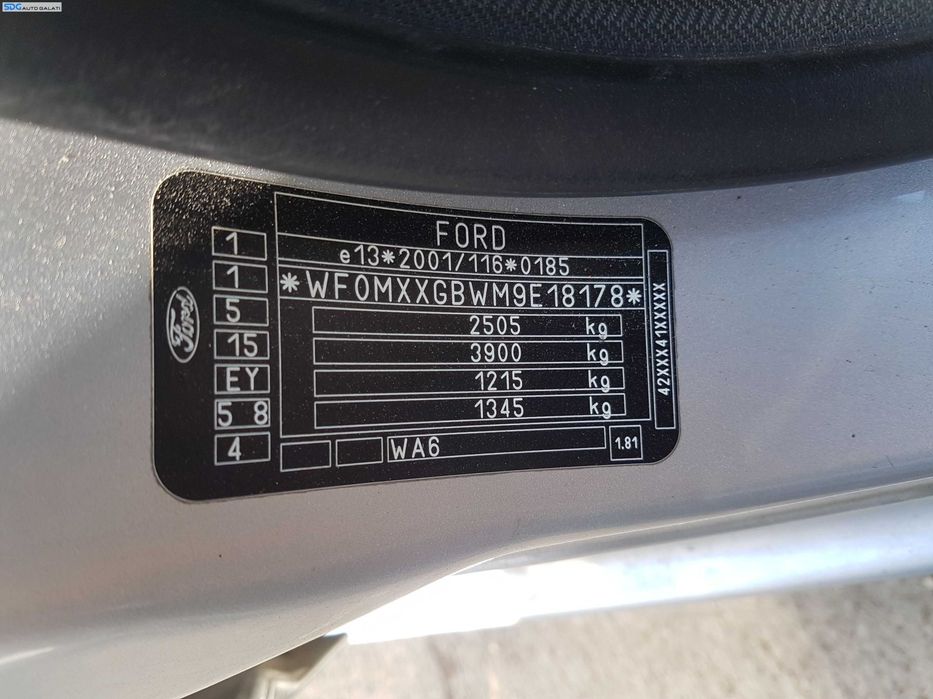 SDG AUTO GALATI
FORD
e13*2001/116*0185
*WF0MXXGBWM9E18178*
2505 kg
3900 kg
1215 kg
1345 kg
WA6
1.81
1
1
5
15
EY
5 8
4
Ford
42XXX41XXXXX